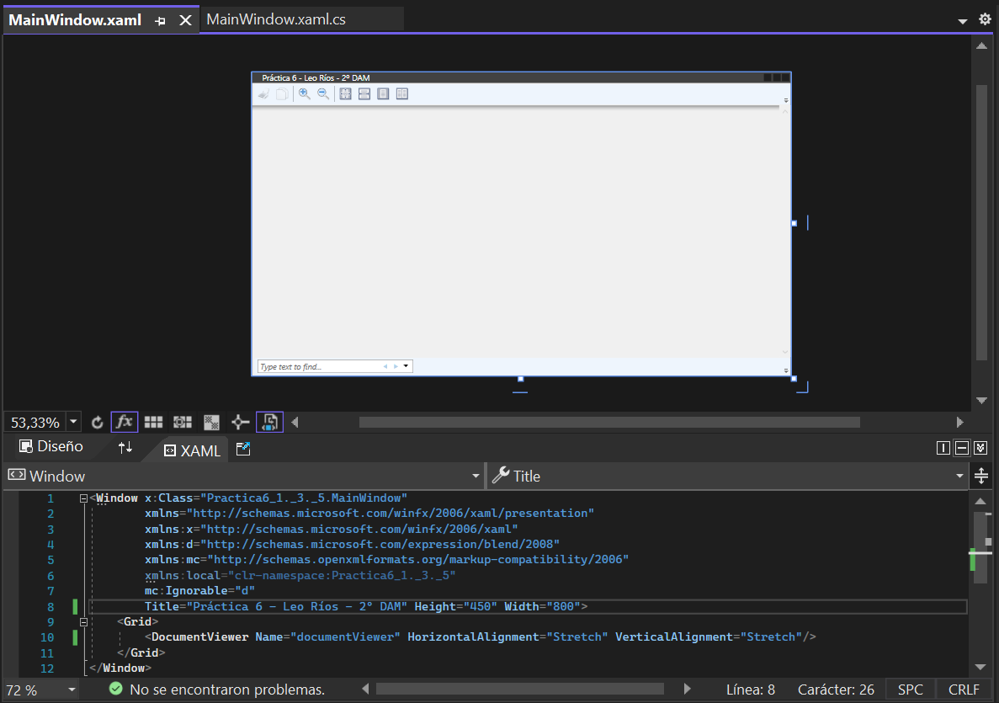 MainWindow.xaml
MainWindow.xaml.cs
Práctica 6 - Leo Ríos - 2º DAM
Type text to find...
53,33%
fx
Diseño
XAML
Window
Title
1 <Window x:Class="Practica6_1._3._5.MainWindow"
2 xmlns="http://schemas.microsoft.com/winfx/2006/xaml/presentation"
3 xmlns:x="http://schemas.microsoft.com/winfx/2006/xaml"
4 xmlns:d="http://schemas.microsoft.com/expression/blend/2008"
5 xmlns:mc="http://schemas.openxmlformats.org/markup-compatibility/2006"
6 xmlns:local="clr-namespace:Practica6_1._3._5"
7 mc:Ignorable="d"
8 Title="Práctica 6 - Leo Ríos - 2º DAM" Height="450" Width="800">
9 <Grid>
10 <DocumentViewer Name="documentViewer" HorizontalAlignment="Stretch" VerticalAlignment="Stretch"/>
11 </Grid>
12 </Window>
72 %
No se encontraron problemas.
Línea: 8
Carácter: 26
SPC
CRLF